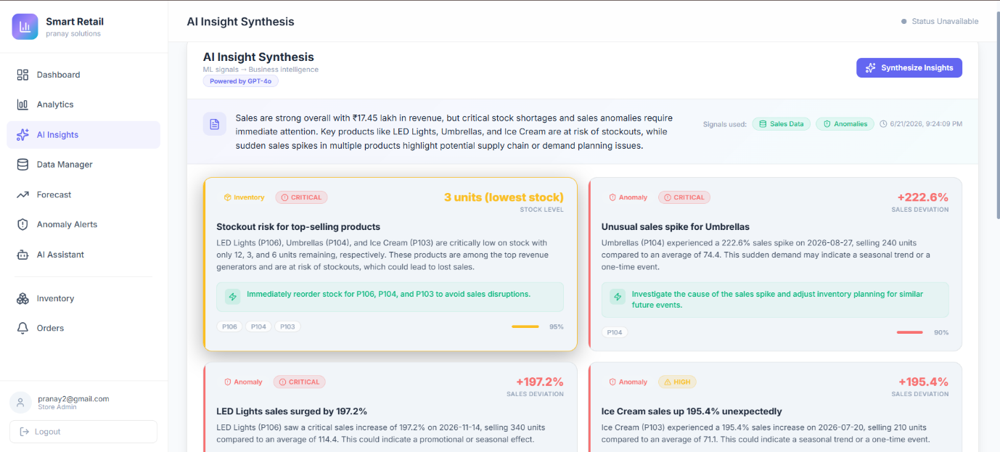 Smart Retail
pranay solutions
Dashboard
Analytics
AI Insights
Data Manager
Forecast
Anomaly Alerts
AI Assistant
Inventory
Orders
pranay2@gmail.com
Store Admin
Logout
AI Insight Synthesis
Status Unavailable
AI Insight Synthesis
ML signals → Business intelligence
Powered by GPT-4o
Synthesize Insights
Sales are strong overall with ₹17.45 lakh in revenue, but critical stock shortages and sales anomalies require
immediate attention. Key products like LED Lights, Umbrellas, and Ice Cream are at risk of stockouts, while
sudden sales spikes in multiple products highlight potential supply chain or demand planning issues.
Signals used: Sales Data Anomalies 6/21/2026, 9:24:09 PM
Inventory CRITICAL 3 units (lowest stock)
STOCK LEVEL
Stockout risk for top-selling products
LED Lights (P106), Umbrellas (P104), and Ice Cream (P103) are critically low on stock with
only 12, 3, and 6 units remaining, respectively. These products are among the top revenue
generators and are at risk of stockouts, which could lead to lost sales.
Immediately reorder stock for P106, P104, and P103 to avoid sales disruptions.
P106 P104 P103 95%
Anomaly CRITICAL +222.6%
SALES DEVIATION
Unusual sales spike for Umbrellas
Umbrella (P104) experienced a 222.6% sales spike on 2026-08-27, selling 240 units
compared to an average of 74.4. This sudden demand may indicate a seasonal trend or a
one-time event.
Investigate the cause of the sales spike and adjust inventory planning for similar
future events.
P104 90%
Anomaly CRITICAL +197.2%
SALES DEVIATION
LED Lights sales surged by 197.2%
LED Lights (P106) saw a critical sales increase of 197.2% on 2026-11-14, selling 340 units
compared to an average of 114.4. This could indicate a promotional or seasonal effect.
Anomaly HIGH +195.4%
SALES DEVIATION
Ice Cream sales up 195.4% unexpectedly
Ice Cream (P103) experienced a 195.4% sales increase on 2026-07-20, selling 210 units
compared to an average of 71.1. This could indicate a seasonal trend or a one-time event.